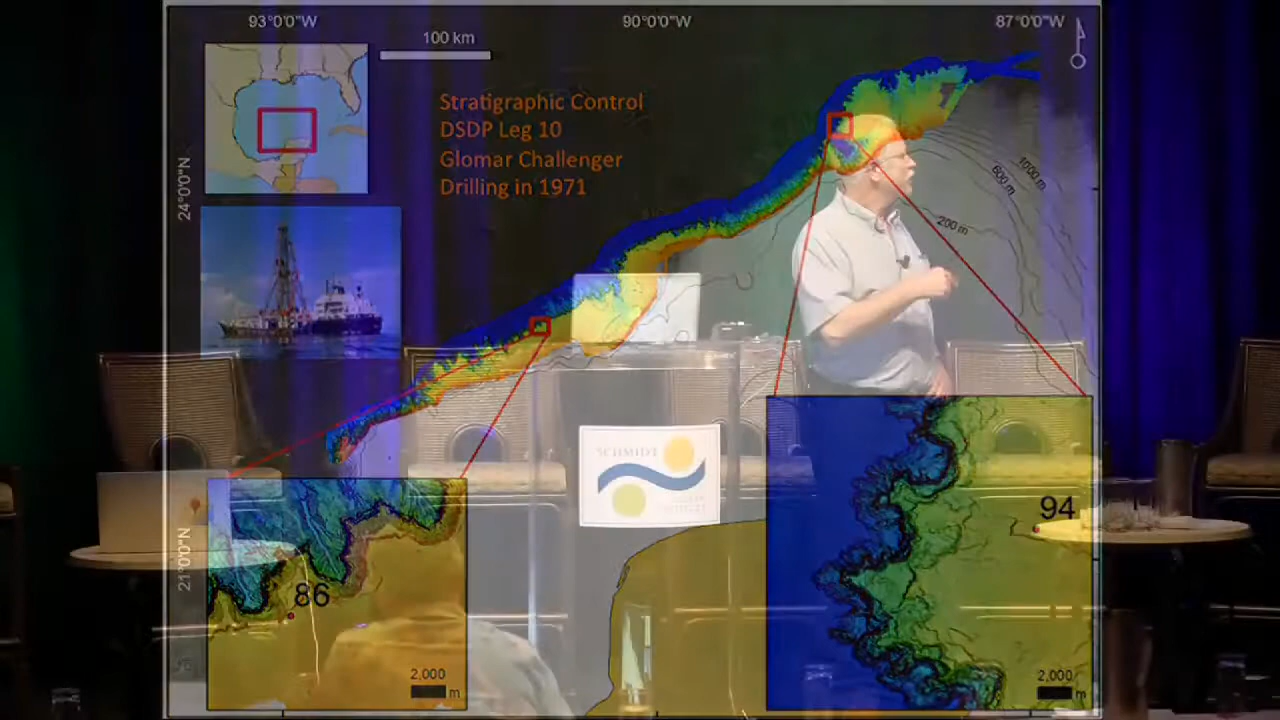 93°0'0"W
90°0'0"W
87°0'0"W
100 km
Stratigraphic Control
DSDP Leg 10
Glomar Challenger
Drilling in 1971
24°0'0"N
1000 m
600 m
200 m
SCHMIDT
94
21°0'0"N
86
2,000
m
2,000
m